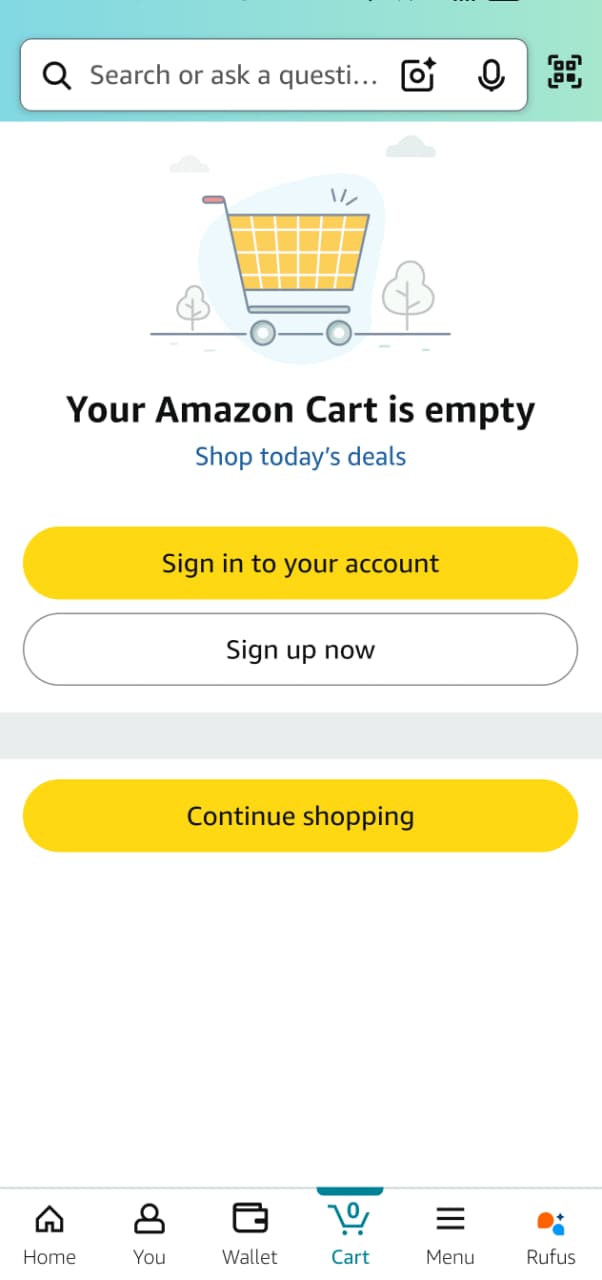 Search or ask a questi...
Your Amazon Cart is empty
Shop today's deals
Sign in to your account
Sign up now
Continue shopping
0
Home You Wallet Cart Menu Rufus